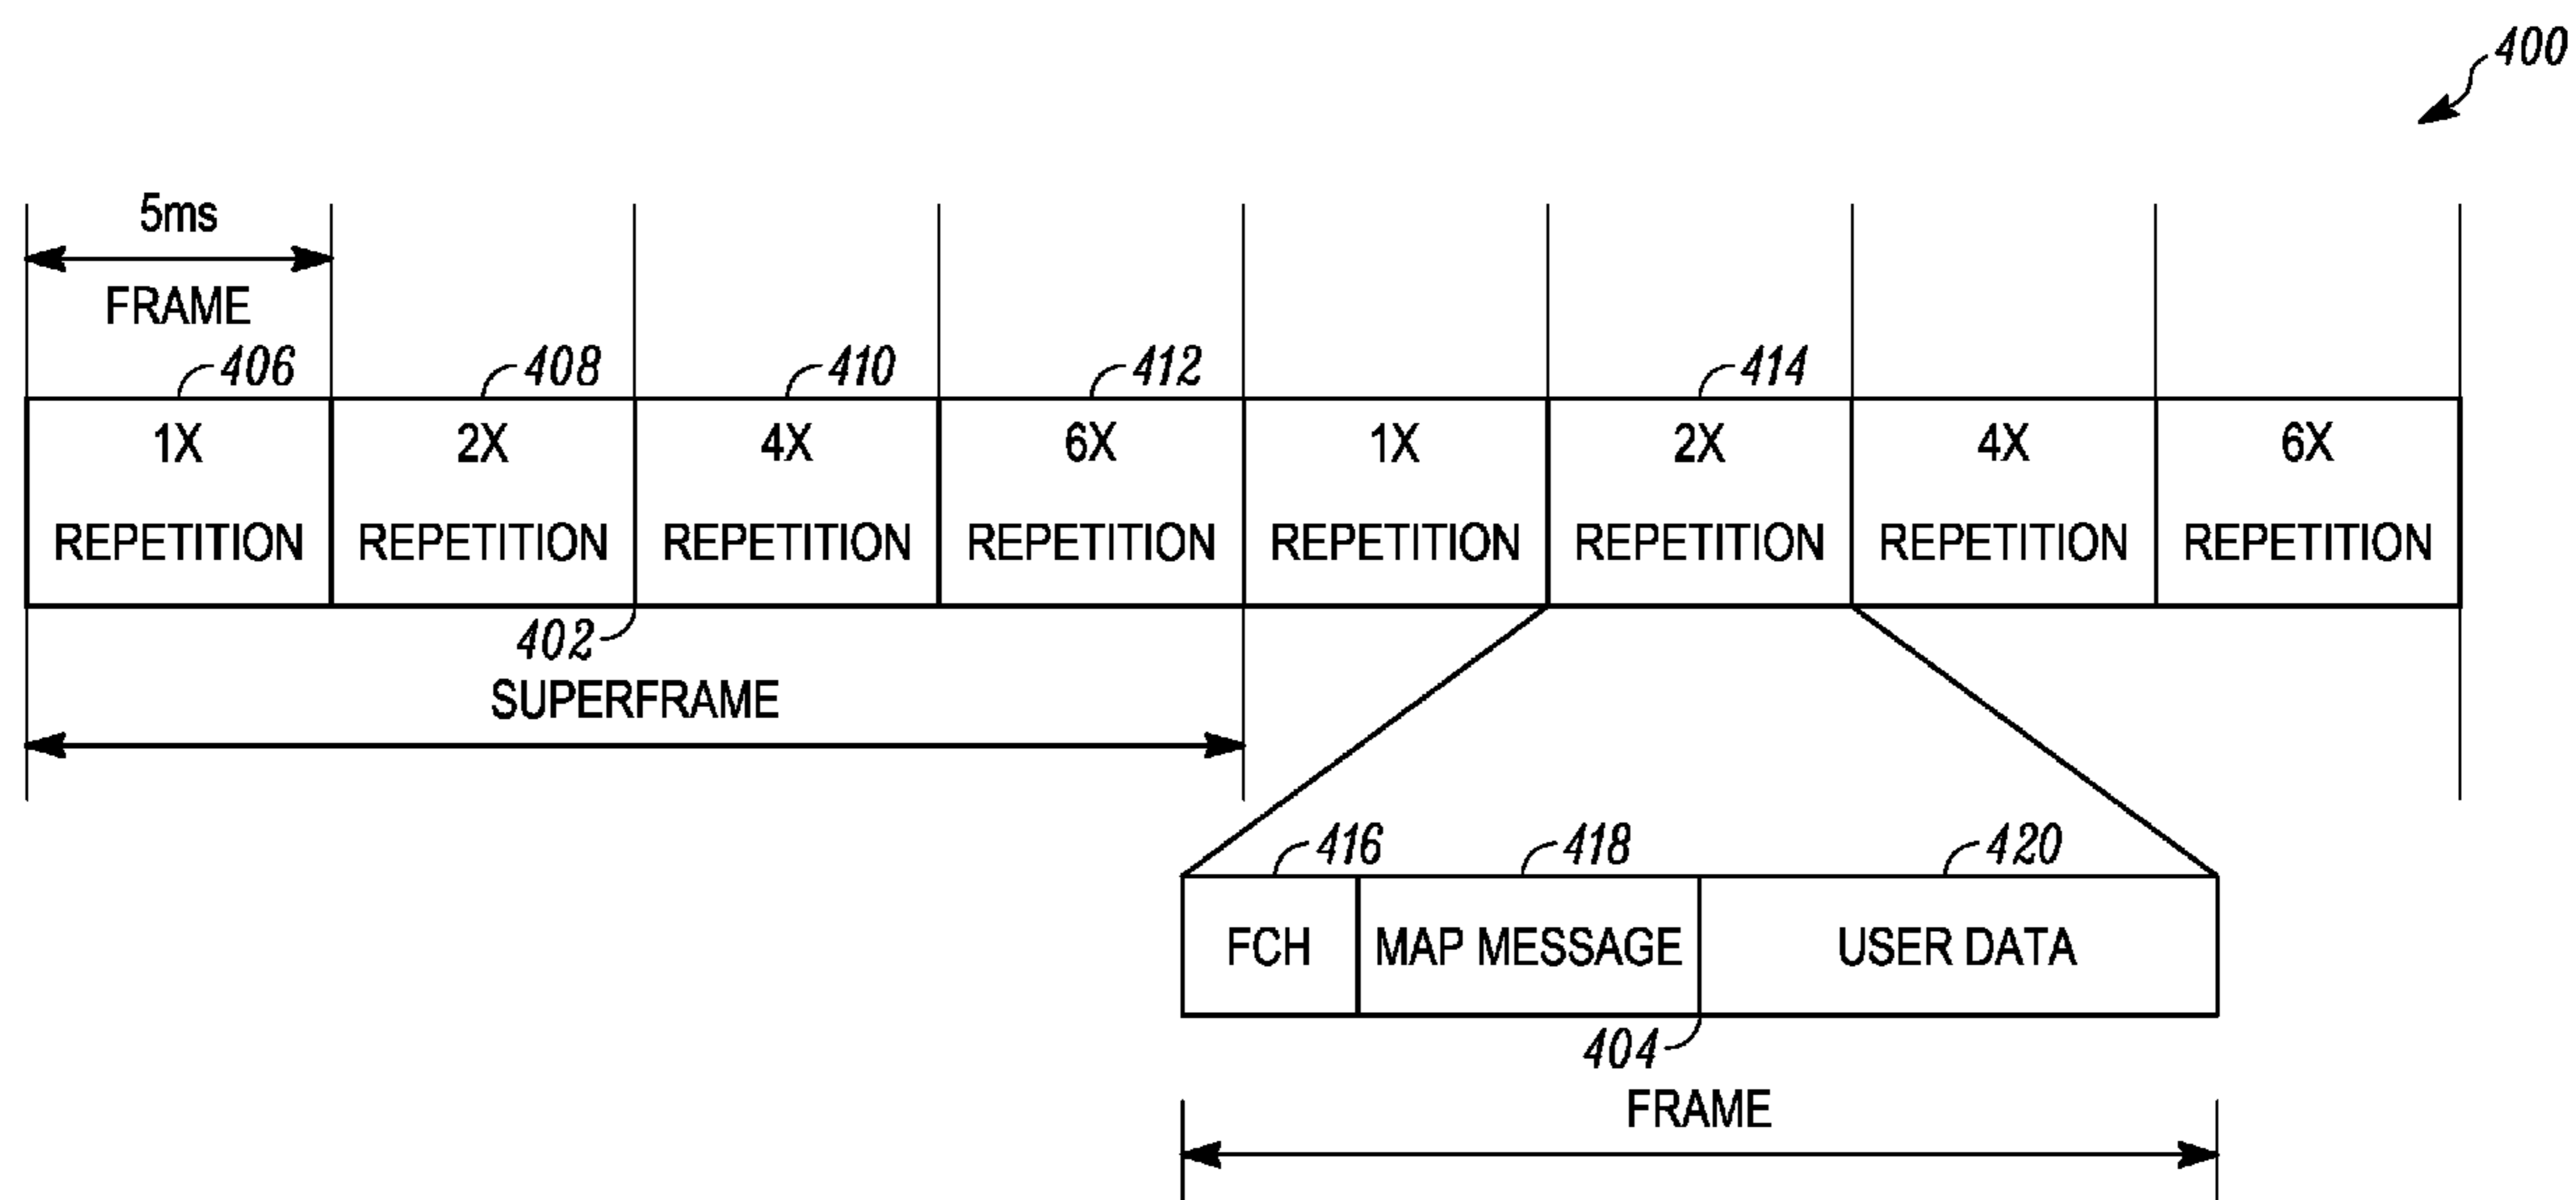 400
5ms
FRAME
406 408 410 412 414
1X 2X 4X 6X 1X 2X 4X 6X
REPETITION REPETITION REPETITION REPETITION REPETITION REPETITION REPETITION REPETITION
402
SUPERFRAME
416 418 420
FCH MAP MESSAGE USER DATA
404
FRAME